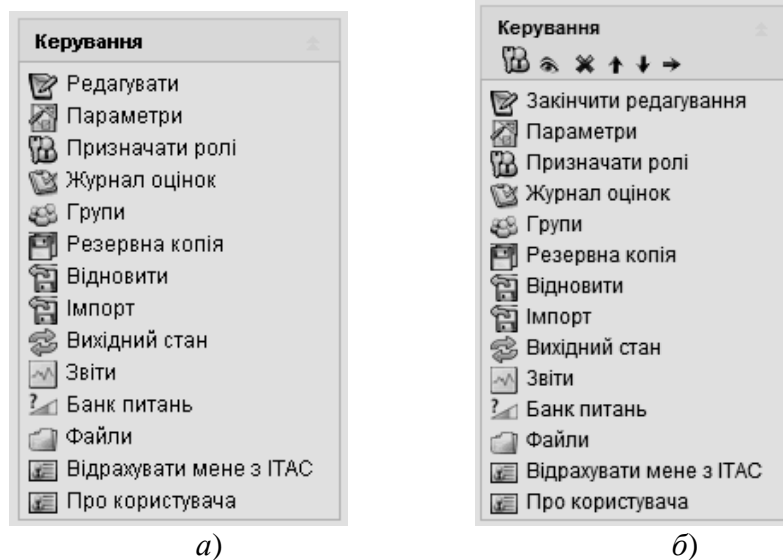 Керування
Редагувати
Параметри
Призначати ролі
Журнал оцінок
Групи
Резервна копія
Відновити
Імпорт
Вихідний стан
Звіти
Банк питань
Файли
Відрахувати мене з ІТАС
Про користувача
а)
Керування
Закінчити редагування
Параметри
Призначати ролі
Журнал оцінок
Групи
Резервна копія
Відновити
Імпорт
Вихідний стан
Звіти
Банк питань
Файли
Відрахувати мене з ІТАС
Про користувача
б)